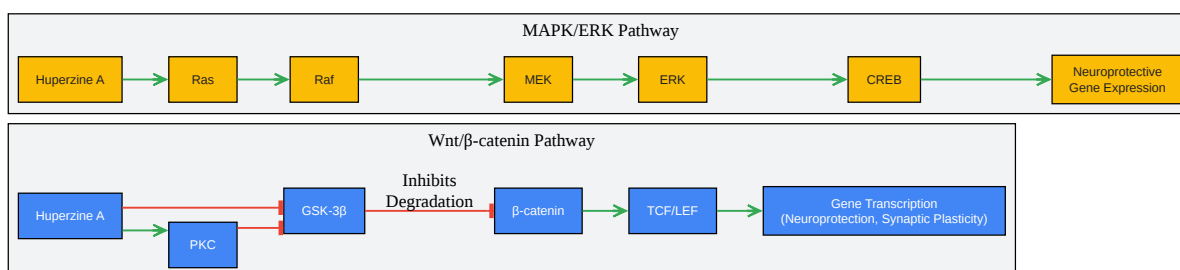 MAPK/ERK Pathway
Huperzine A
Ras
Raf
MEK
ERK
CREB
Neuroprotective
Gene Expression
Wnt/β-catenin Pathway
Huperzine A
PKC
GSK-3β
Inhibits
Degradation
β-catenin
TCF/LEF
Gene Transcription
(Neuroprotection, Synaptic Plasticity)